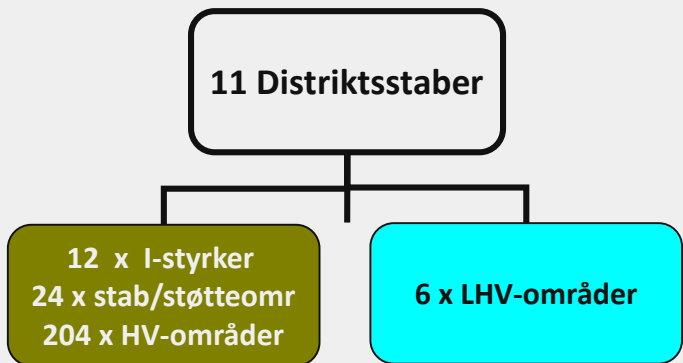 11 Distriktsstaber
12 x I-styrker
24 x stab/støtteomr
204 x HV-områder
6 x LHV-områder